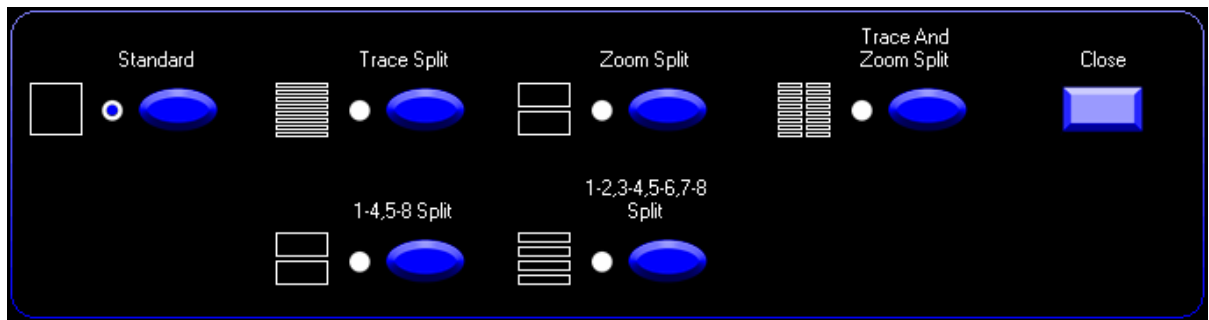 Standard
Trace Split
Zoom Split
Trace And
Zoom Split
Close
1-4,5-8 Split
1-2,3-4,5-6,7-8
Split